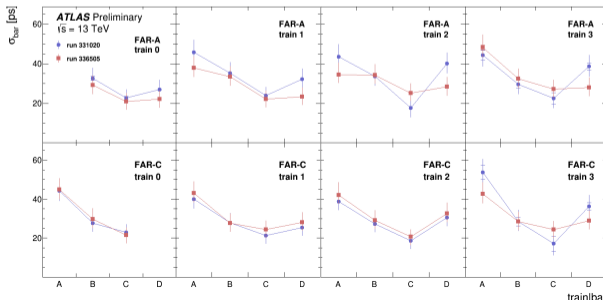 σbar [ps]
ATLAS Preliminary
√s = 13 TeV
run 331020
run 336505
FAR-A
train 0
FAR-A
train 1
FAR-A
train 2
FAR-A
train 3
60
40
20
FAR-C
train 0
FAR-C
train 1
FAR-C
train 2
FAR-C
train 3
60
40
20
A B C D A B C D A B C D A B C D
train|ba